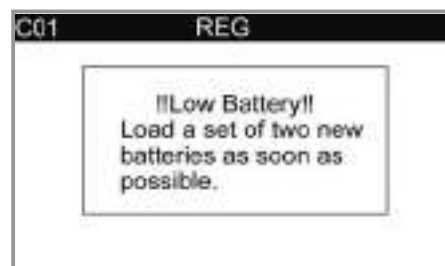 C01 REG
!!Low Battery!!
Load a set of two new
batteries as soon as
possible.